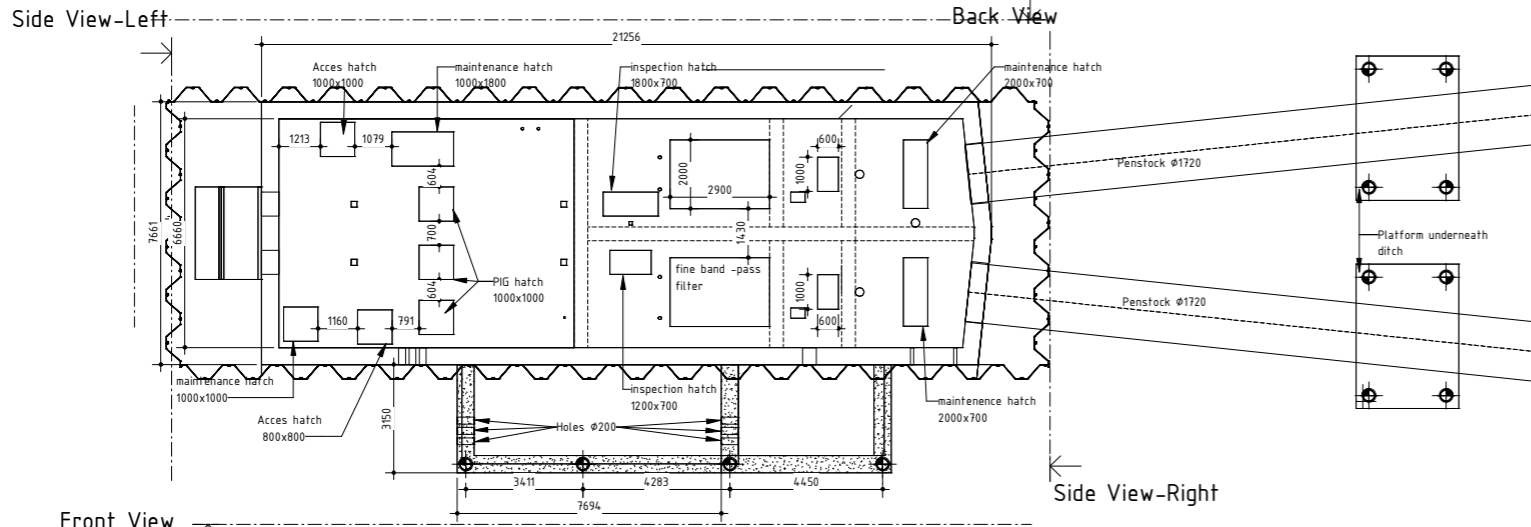 Side View-Left
Back View
21256
Acces hatch
1000x1000
maintenance hatch
1000x1800
inspection hatch
1800x700
maintenance hatch
2000x700
1213
1079
604
700
604
7661
6660
2000
2900
1430
600
1000
Penstock Ø1720
Platform underneath
ditch
PIG hatch
1000x1000
fine band -pass
filter
1000
600
Penstock Ø1720
1160
791
maintenance hatch
1000x1000
Acces hatch
800x800
inspection hatch
1200x700
maintenence hatch
2000x700
3150
Holes Ø200
3411
4283
4450
7694
Side View-Right
Front View